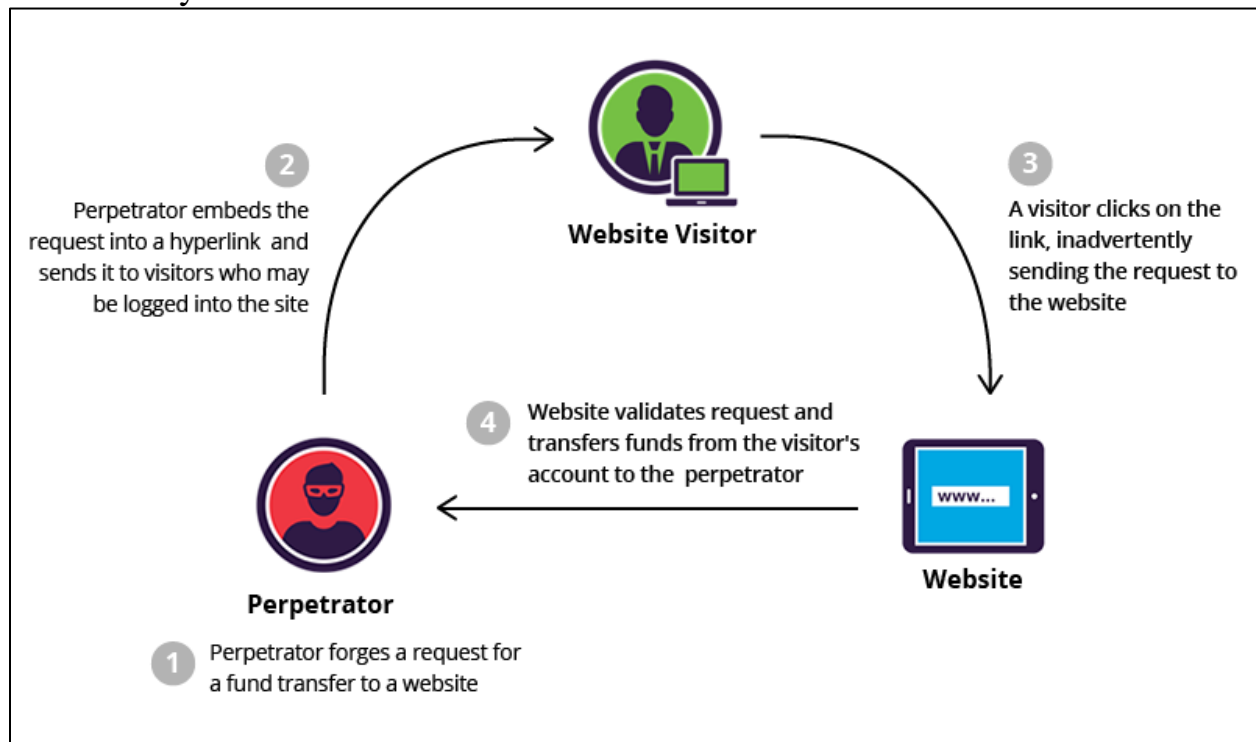 2
Perpetrator embeds the
request into a hyperlink and
sends it to visitors who may
be logged into the site
Website Visitor
3
A visitor clicks on the
link, inadvertently
sending the request to
the website
4
Website validates request and
transfers funds from the visitor's
account to the perpetrator
www...
Website
Perpetrator
1
Perpetrator forges a request for
a fund transfer to a website